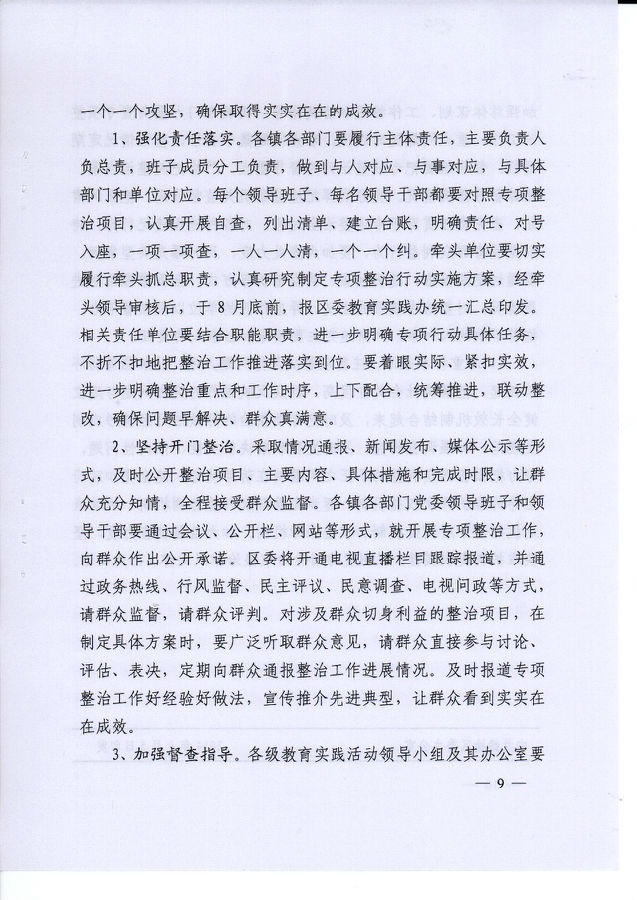 一个一个攻坚，确保取得实实在在的成效。
1、强化责任落实。各镇各部门要履行主体责任，主要负责人
负总责，班子成员分工负责，做到与人对应、与事对应，与具体
部门和单位对应。每个领导班子、每名领导干部都要对照专项整
治项目，认真开展自查，列出清单、建立台账，明确责任、对号
入座，一项一项查，一人一人清，一个一个纠。牵头单位要切实
履行牵头抓总职责，认真研究制定专项整治行动实施方案，经牵
头领导审核后，于 8 月底前，报区委教育实践办统一汇总印发。
相关责任单位要结合职能职责，进一步明确专项行动具体任务，
不折不扣地把整治工作推进落实到位。要着眼实际、紧扣实效，
进一步明确整治重点和工作时序，上下配合，统筹推进，联动整
改，确保问题早解决、群众真满意。
2、坚持开门整治。采取情况通报、新闻发布、媒体公示等形
式，及时公开整治项目、主要内容、具体措施和完成时限，让群
众充分知情，全程接受群众监督。各镇各部门党委领导班子和领
导干部要通过会议、公开栏、网站等形式，就开展专项整治工作，
向群众作出公开承诺。区委将开通电视直播栏目跟踪报道，并通
过政务热线、行风监督、民主评议、民意调查、电视问政等方式，
请群众监督，请群众评判。对涉及群众切身利益的整治项目，在
制定具体方案时，要广泛听取群众意见，请群众直接参与讨论、
评估、表决，定期向群众通报整治工作进展情况。及时报道专项
整治工作好经验好做法，宣传推介先进典型，让群众看到实实在
在成效。
3、加强督查指导。各级教育实践活动领导小组及其办公室要
— 9 —